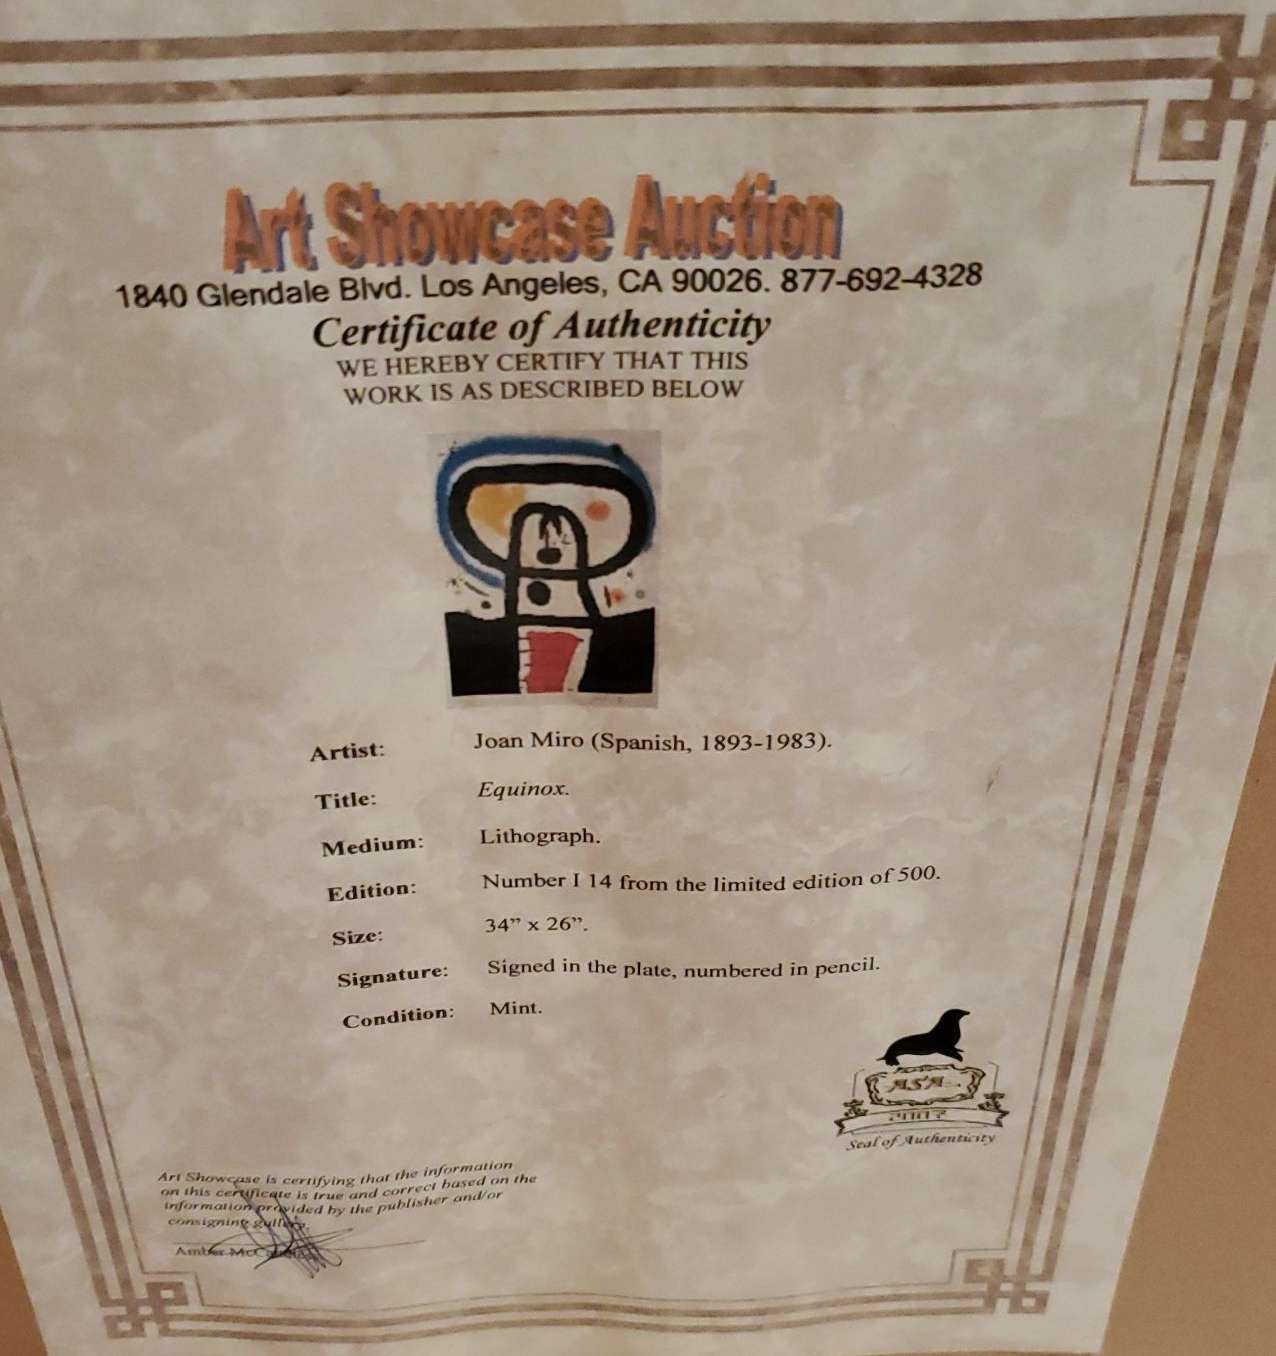 Art Showcase Auction
1840 Glendale Blvd. Los Angeles, CA 90026. 877-692-4328
Certificate of Authenticity
WE HEREBY CERTIFY THAT THIS
WORK IS AS DESCRIBED BELOW
Artist: Joan Miro (Spanish, 1893-1983).
Title: Equinox.
Medium: Lithograph.
Edition: Number I 14 from the limited edition of 500.
Size: 34” x 26”.
Signature: Signed in the plate, numbered in pencil.
Condition: Mint.
ASA
Seal of Authenticity
Art Showcase is certifying that the information
on this certificate is true and correct based on the
information provided by the publisher and/or
consigning gallery.
Amber